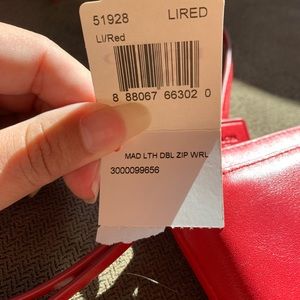 51928 LIRED
LI/Red
8 88067 66302 0
MAD LTH DBL ZIP WRL
3000099656